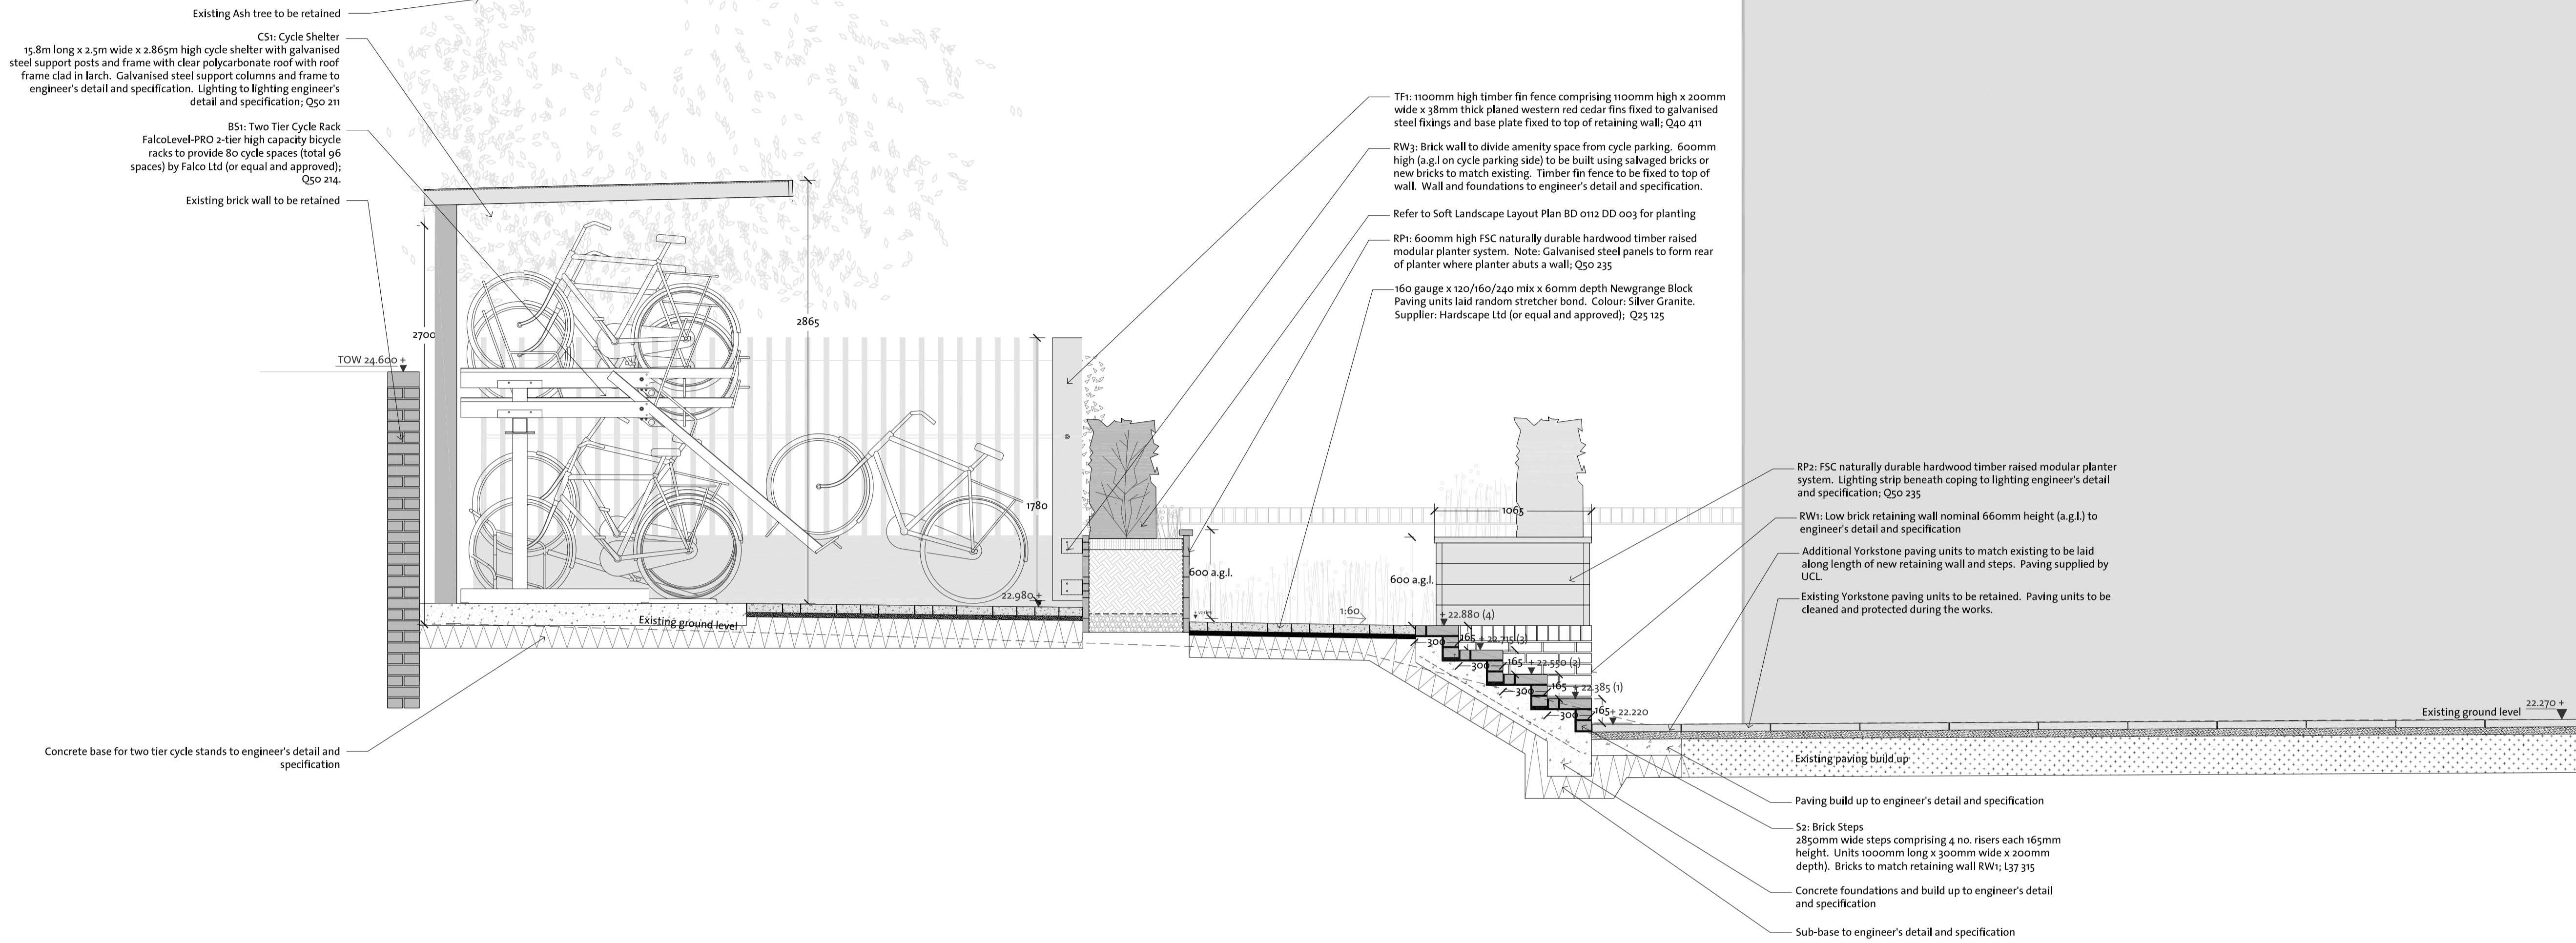 Existing Ash tree to be retained
CS1: Cycle Shelter
15.8m long x 2.5m wide x 2.865m high cycle shelter with galvanised
steel support posts and frame with clear polycarbonate roof with roof
frame clad in larch. Galvanised steel support columns and frame to
engineer's detail and specification. Lighting to lighting engineer's
detail and specification; Q50 211
BS1: Two Tier Cycle Rack
FalcoLevel-PRO 2-tier high capacity bicycle
racks to provide 80 cycle spaces (total 96
spaces) by Falco Ltd (or equal and approved);
Q50 214.
Existing brick wall to be retained
TOW 24.600 +
Concrete base for two tier cycle stands to engineer's detail and
specification
2700
2865
1780
22.980 +
Existing ground level
600 a.g.l.
1:60
600 a.g.l.
1065
+ 22.880 (4)
300
165
+ 22.715 (3)
300
165
+ 22.550 (2)
300
165
+ 22.385 (1)
300
165
+ 22.220
TF1: 1100mm high timber fin fence comprising 1100mm high x 200mm
wide x 38mm thick planed western red cedar fins fixed to galvanised
steel fixings and base plate fixed to top of retaining wall; Q40 411
RW3: Brick wall to divide amenity space from cycle parking. 600mm
high (a.g.l on cycle parking side) to be built using salvaged bricks or
new bricks to match existing. Timber fin fence to be fixed to top of
wall. Wall and foundations to engineer's detail and specification.
Refer to Soft Landscape Layout Plan BD 0112 DD 003 for planting
RP1: 600mm high FSC naturally durable hardwood timber raised
modular planter system. Note: Galvanised steel panels to form rear
of planter where planter abuts a wall; Q50 235
160 gauge x 120/160/240 mix x 60mm depth Newgrange Block
Paving units laid random stretcher bond. Colour: Silver Granite.
Supplier: Hardscape Ltd (or equal and approved); Q25 125
RP2: FSC naturally durable hardwood timber raised modular planter
system. Lighting strip beneath coping to lighting engineer's detail
and specification; Q50 235
RW1: Low brick retaining wall nominal 660mm height (a.g.l.) to
engineer's detail and specification
Additional Yorkstone paving units to match existing to be laid
along length of new retaining wall and steps. Paving supplied by
UCL.
Existing Yorkstone paving units to be retained. Paving units to be
cleaned and protected during the works.
Existing ground level
22.270 +
Existing paving build up
Paving build up to engineer's detail and specification
S2: Brick Steps
2850mm wide steps comprising 4 no. risers each 165mm
height. Units 1000mm long x 300mm wide x 200mm
depth). Bricks to match retaining wall RW1; L37 315
Concrete foundations and build up to engineer's detail
and specification
Sub-base to engineer's detail and specification